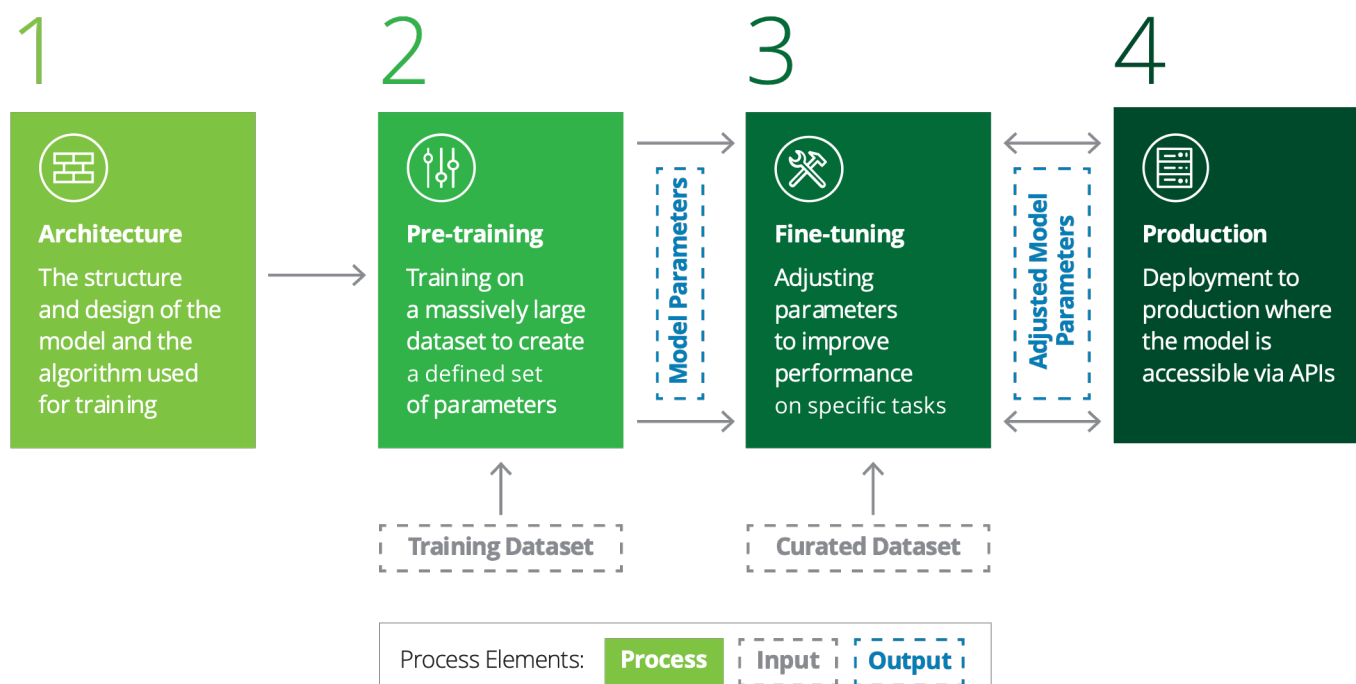 1
2
3
4
Architecture
The structure
and design of the
model and the
algorithm used
for training
Pre-training
Training on
a massively large
dataset to create
a defined set
of parameters
Model Parameters
Fine-tuning
Adjusting
parameters
to improve
performance
on specific tasks
Adjusted Model
Parameters
Production
Deployment to
production where
the model is
accessible via APIs
Training Dataset
Curated Dataset
Process Elements:
Process
Input
Output